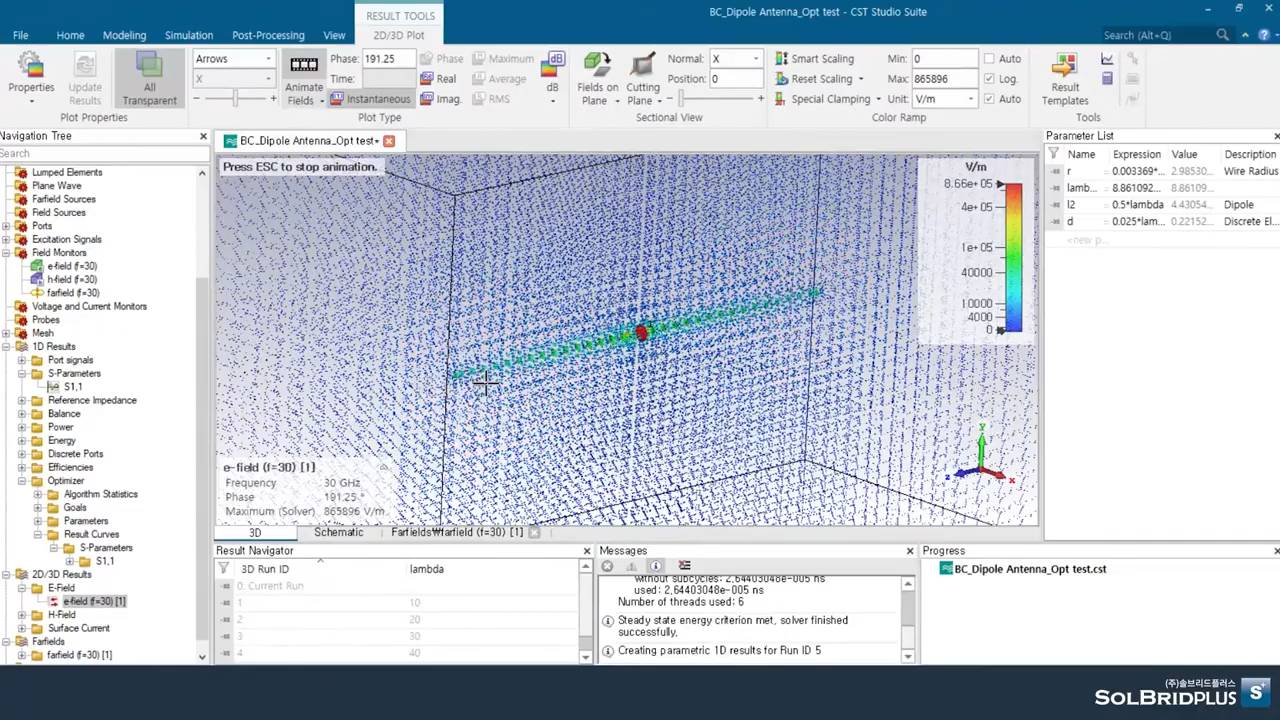 RESULT TOOLS
BC_Dipole Antenna_Opt test - CST Studio Suite
File Home Modeling Simulation Post-Processing View 2D/3D Plot Search (Alt+Q)
Properties
Update Results
All Transparent
Arrows
X
Plot Properties
Animate Fields
Phase: 191.25
Time:
Instantaneous
Phase Maximum
Real Average
Imag. RMS
dB
Plot Type
Fields on Plane
Cutting Plane
Normal: X
Position: 0
Sectional View
Smart Scaling
Reset Scaling
Special Clamping
Min: 0
Max: 865896
Unit: V/m
Auto
Log.
Auto
Color Ramp
Result Templates
Tools
Navigation Tree
Search
Lumped Elements
Plane Wave
Farfield Sources
Field Sources
Ports
Excitation Signals
Field Monitors
e-field (f=30)
h-field (f=30)
farfield (f=30)
Voltage and Current Monitors
Probes
Mesh
1D Results
Port signals
S-Parameters
S1,1
Reference Impedance
Balance
Power
Energy
Discrete Ports
Efficiencies
Optimizer
Algorithm Statistics
Goals
Parameters
Result Curves
S-Parameters
S1,1
2D/3D Results
E-Field
e-field (f=30) [1]
H-Field
Surface Current
Farfields
farfield (f=30) [1]
BC_Dipole Antenna_Opt test*
Press ESC to stop animation.
V/m
8.66e+05
4e+05
1e+05
40000
10000
4000
0
y
z
x
e-field (f=30) [1]
Frequency 30 GHz
Phase 191.25 °
Maximum (Solver) 865896 V/m
3D Schematic Farfields₩farfield (f=30) [1]
Parameter List
Name Expression Value Description
r = 0.003369*... 2.98530... Wire Radius
lamb... = 8.861092... 8.86109...
l2 = 0.5*lambda 4.43054... Dipole
d = 0.025*lam... 0.22152... Discrete El...
<new p...
Result Navigator
3D Run ID lambda
0: Current Run
1 10
2 20
3 30
4 40
Messages
without subcycles: 2,64403048e-005 ns
used: 2,64403048e-005 ns
Number of threads used: 6
Steady state energy criterion met, solver finished
successfully,
Creating parametric 1D results for Run ID 5
Progress
BC_Dipole Antenna_Opt test.cst
(주)솔브리드플러스
SOLBRIDPLUS
S+